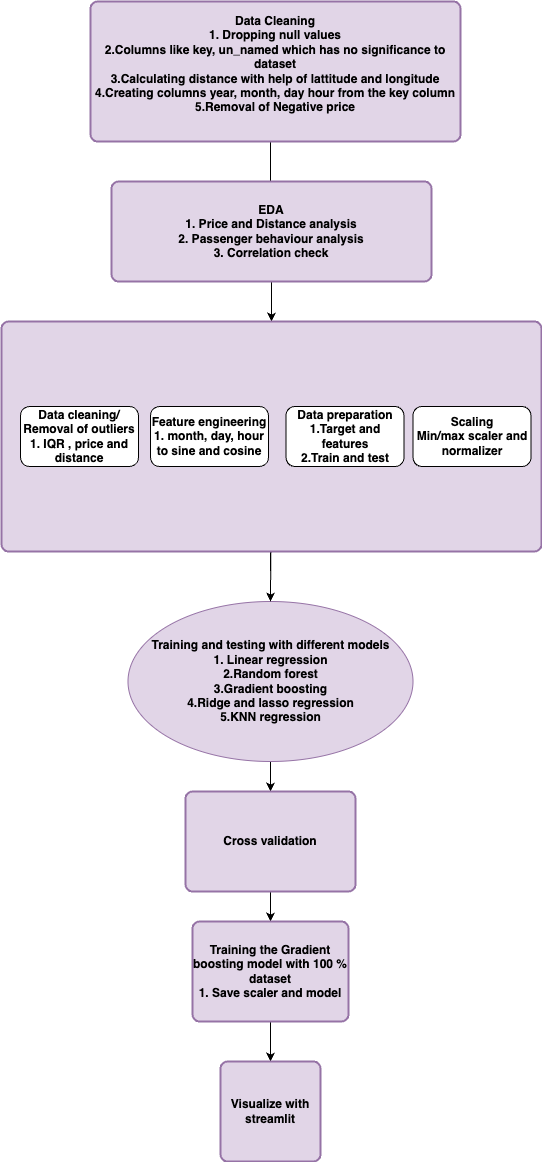 Data Cleaning
1. Dropping null values
2.Columns like key, un_named which has no significance to
dataset
3.Calculating distance with help of lattitude and longitude
4.Creating columns year, month, day hour from the key column
5.Removal of Negative price
EDA
1. Price and Distance analysis
2. Passenger behaviour analysis
3. Correlation check
Data cleaning/
Removal of outliers
1. IQR , price and
distance
Feature engineering
1. month, day, hour
to sine and cosine
Data preparation
1.Target and
features
2.Train and test
Scaling
Min/max scaler and
normalizer
Training and testing with different models
1. Linear regression
2.Random forest
3.Gradient boosting
4.Ridge and lasso regression
5.KNN regression
Cross validation
Training the Gradient
boosting model with 100 %
dataset
1. Save scaler and model
Visualize with
streamlit